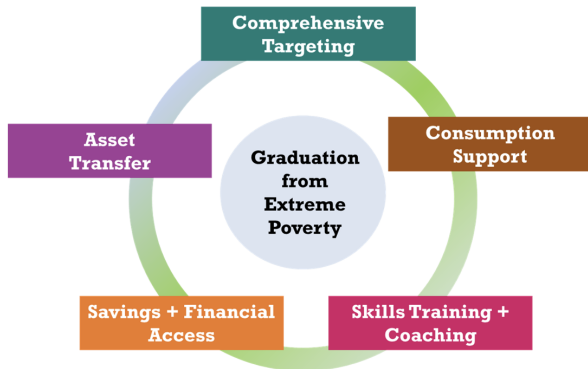 Comprehensive
Targeting
Asset
Transfer
Consumption
Support
Graduation
from
Extreme
Poverty
Savings + Financial
Access
Skills Training +
Coaching